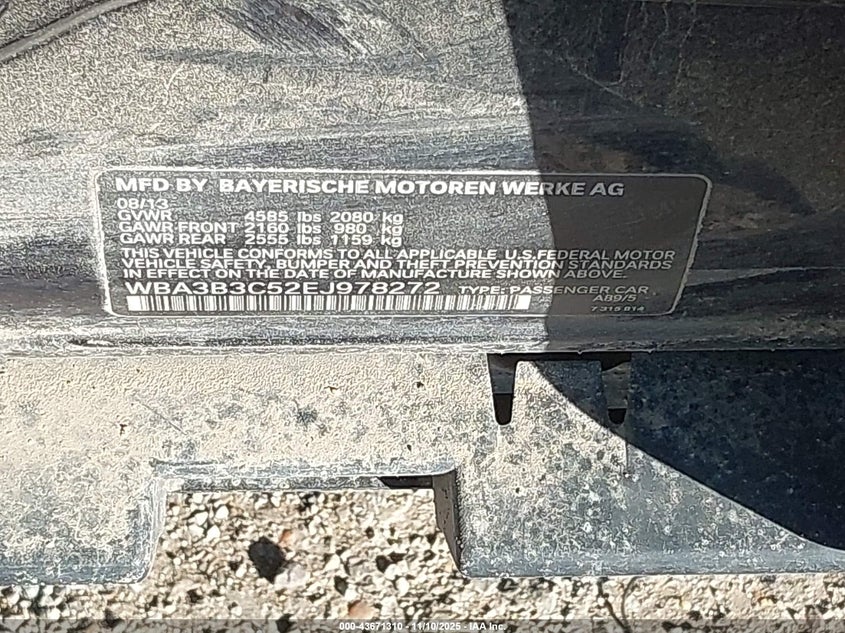 MFD BY BAYERISCHE MOTOREN WERKE AG
08/13
GVWR 4585 lbs 2080 kg
GAWR FRONT 2160 lbs 980 kg
GAWR REAR 2555 lbs 1159 kg
THIS VEHICLE CONFORMS TO ALL APPLICABLE U.S.FEDERAL MOTOR
VEHICLE SAFETY, BUMPER AND THEFT PREVENTION STANDARDS
IN EFFECT ON THE DATE OF MANUFACTURE SHOWN ABOVE.
WBA3B3C52EJ978272 TYPE: PASSENGER CAR
A89/5
7 315 814
000-43671310 - 11/10/2025 - IAA Inc.